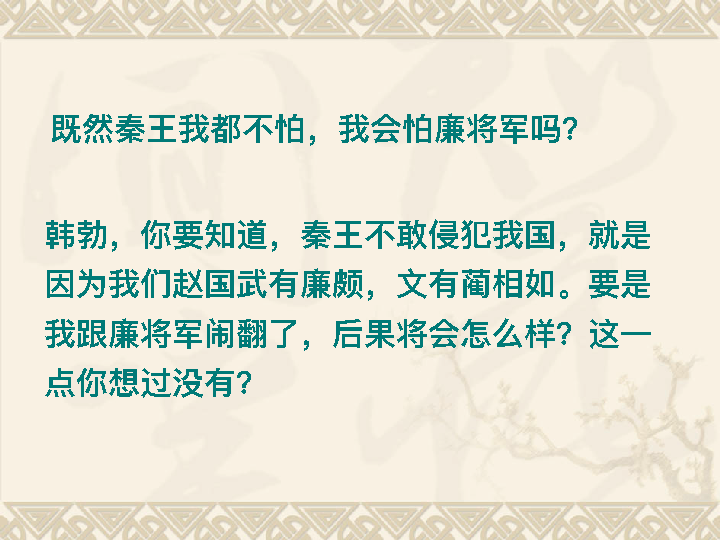 既然秦王我都不怕，我会怕廉将军吗？
韩勃，你要知道，秦王不敢侵犯我国，就是
因为我们赵国武有廉颇，文有蔺相如。要是
我跟廉将军闹翻了，后果将会怎么样？这一
点你想过没有？